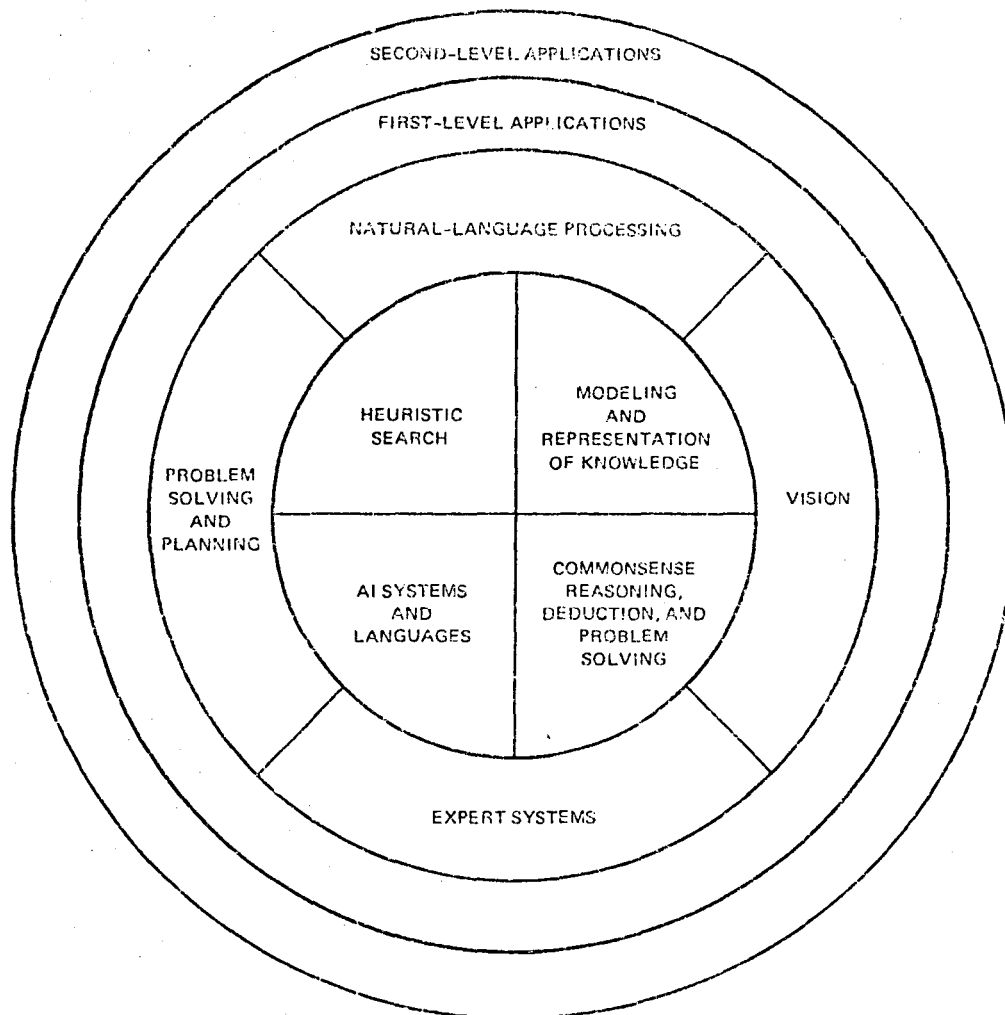 SECOND-LEVEL APPLICATIONS
FIRST-LEVEL APPLICATIONS
NATURAL-LANGUAGE PROCESSING
HEURISTIC
SEARCH
MODELING
AND
REPRESENTATION
OF KNOWLEDGE
PROBLEM
SOLVING
AND
PLANNING
VISION
AI SYSTEMS
AND
LANGUAGES
COMMONSENSE
REASONING,
DEDUCTION, AND
PROBLEM
SOLVING
EXPERT SYSTEMS